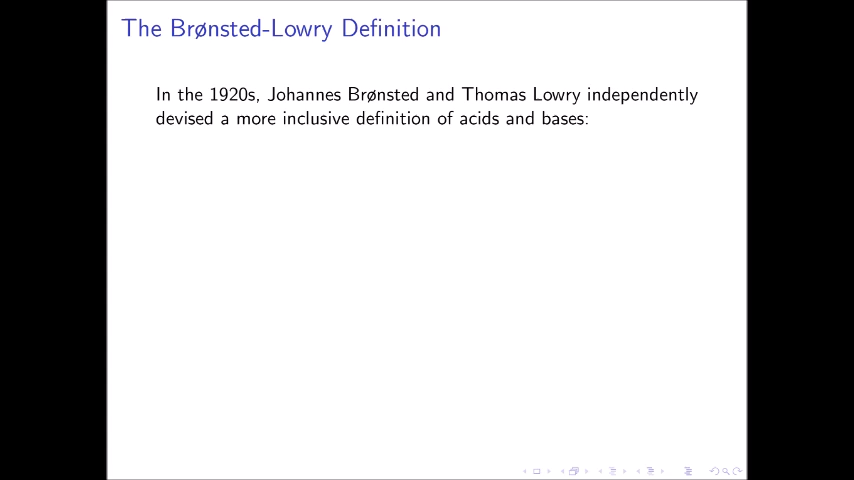 The Brønsted-Lowry Definition
In the 1920s, Johannes Brønsted and Thomas Lowry independently
devised a more inclusive definition of acids and bases: